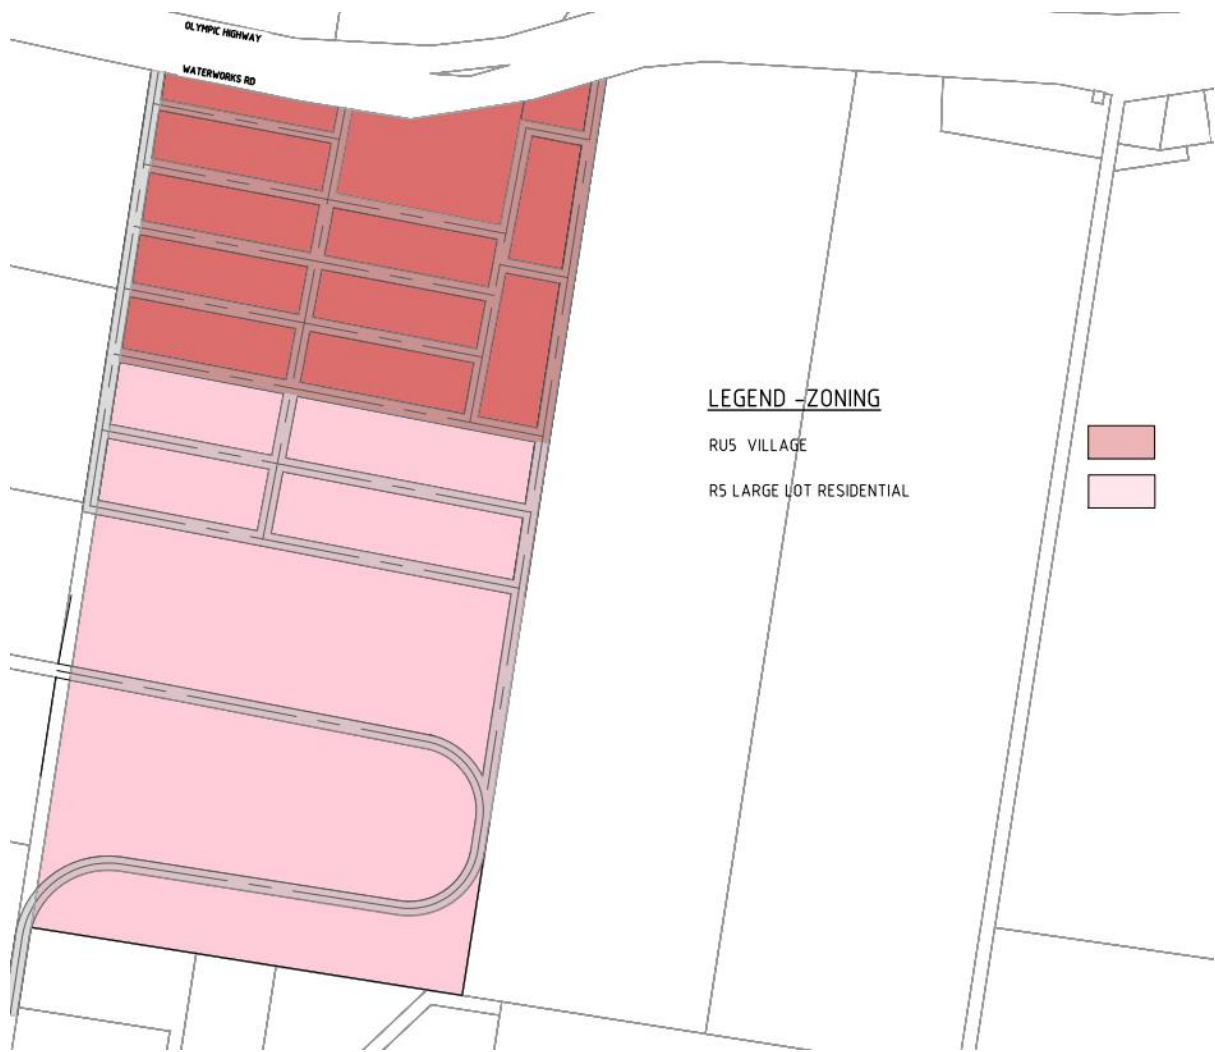 OLYMPIC HIGHWAY
WATERWORKS RD
LEGEND -ZONING
RU5 VILLAGE
R5 LARGE LOT RESIDENTIAL